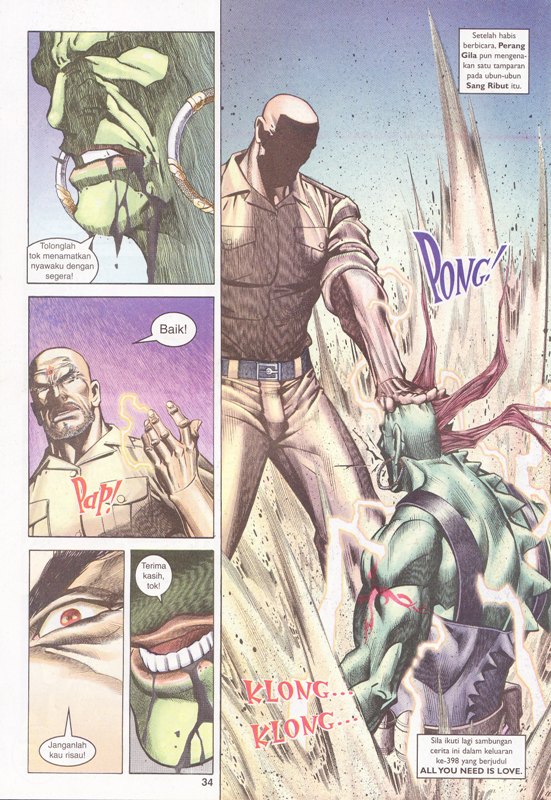 Tolonglah
tok menamatkan
nyawaku dengan
segera!
Baik!
Pap!
Janganlah
kau risau!
Terima
kasih,
tok!
Setelah habis
berbicara, Perang
Gila pun mengena-
kan satu tamparan
pada ubun-ubun
Sang Ribut itu.
PONG!
KLONG...
KLONG...
Sila ikuti lagi sambungan
cerita ini dalam keluaran
ke-398 yang berjudul
ALL YOU NEED IS LOVE.
34